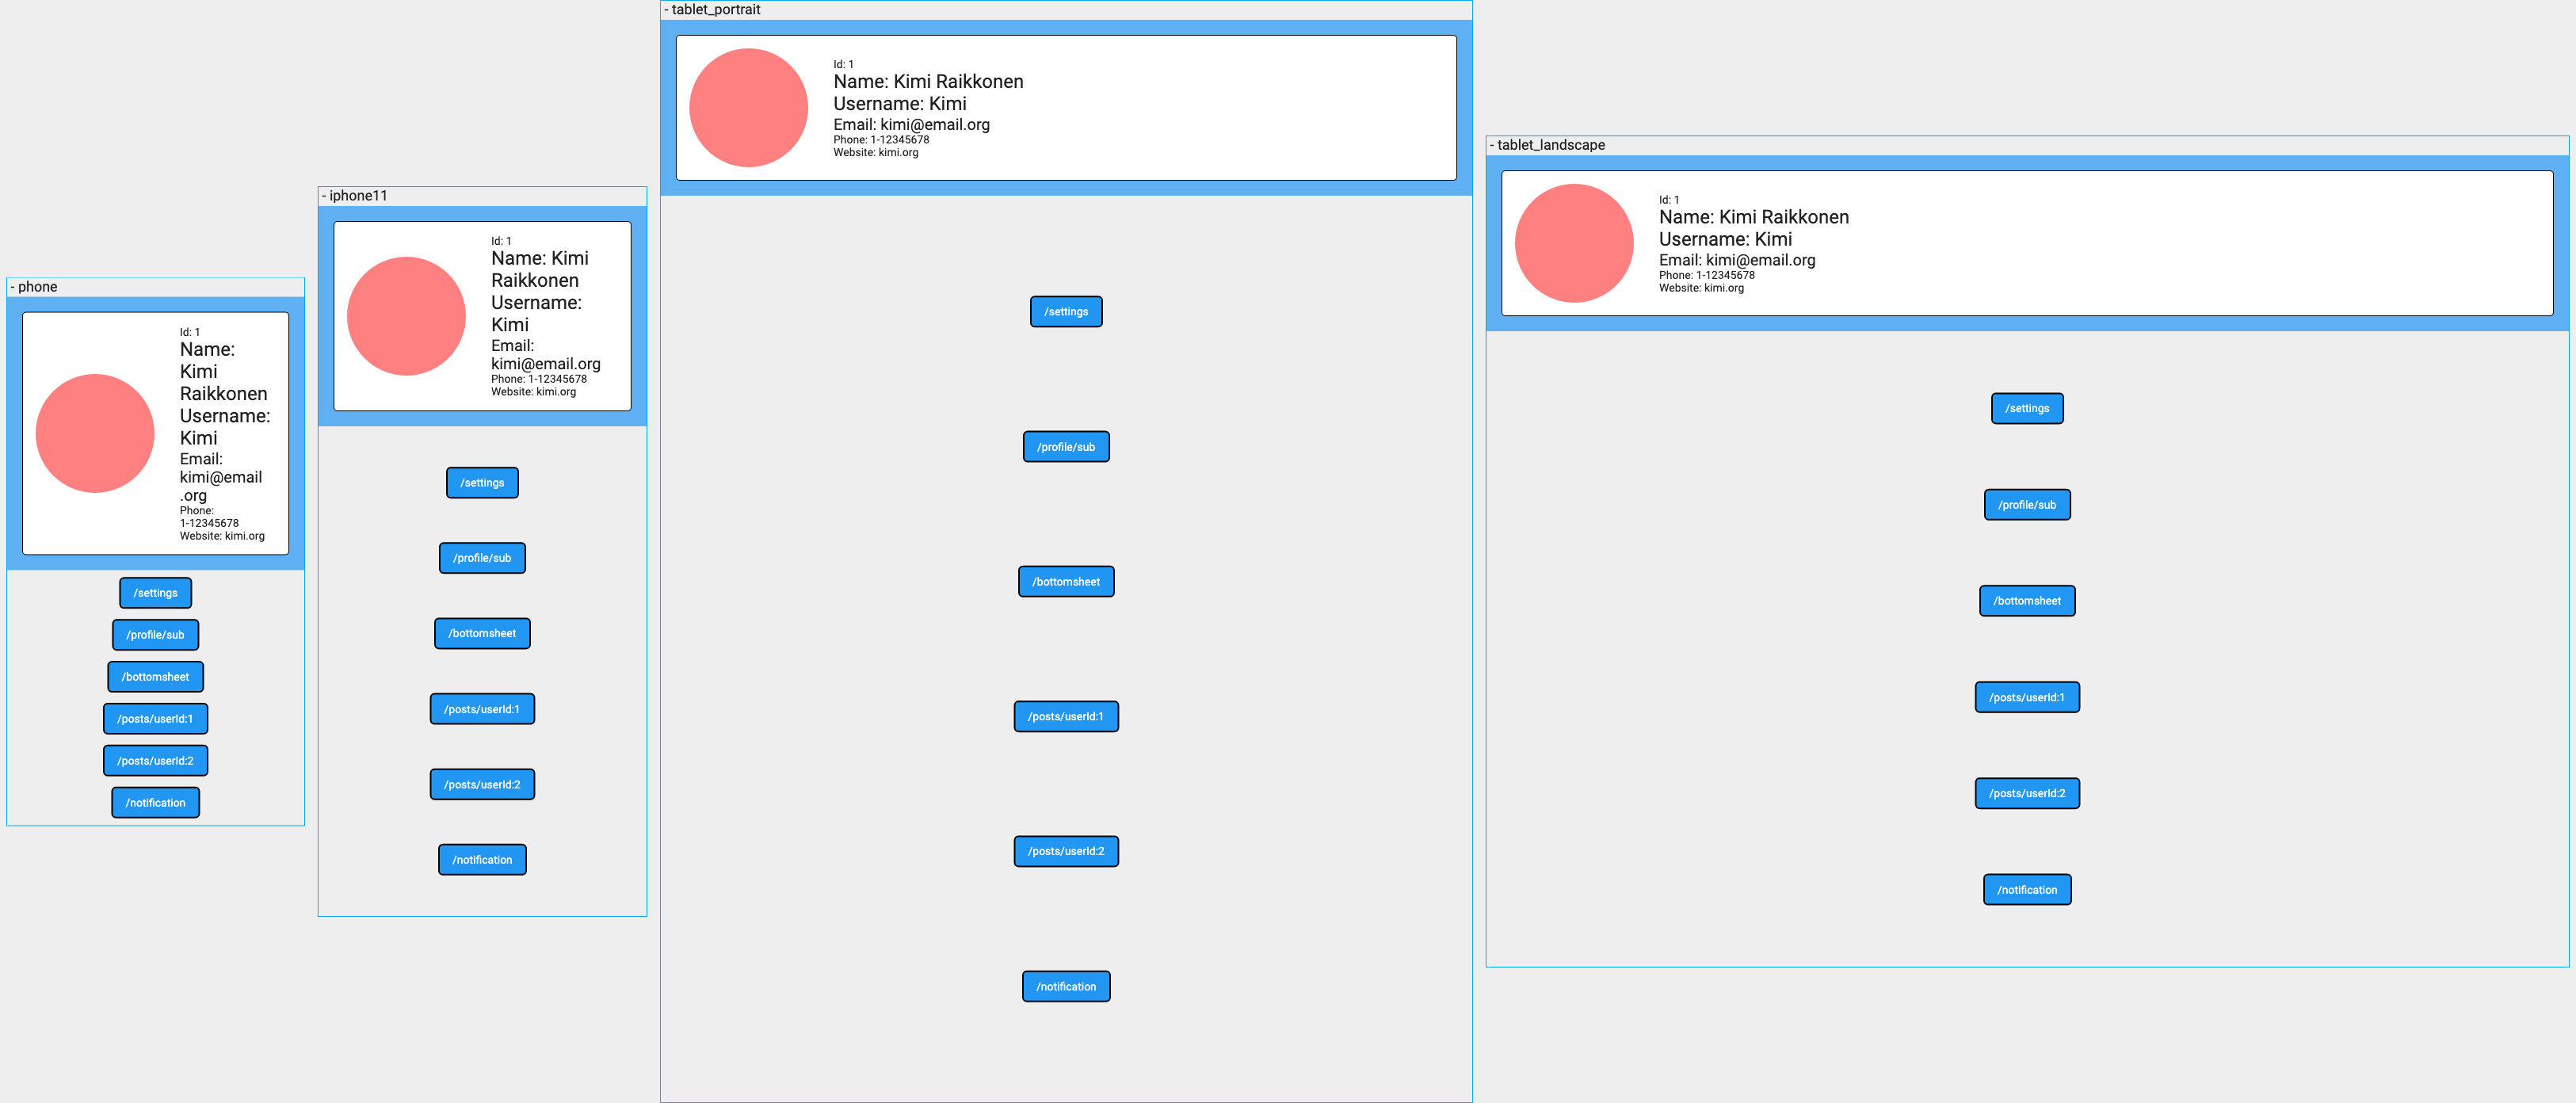 - phone
Id: 1
Name:
Kimi
Raikkonen
Username:
Kimi
Email:
kimi@email
.org
Phone:
1-12345678
Website: kimi.org
/settings
/profile/sub
/bottomsheet
/posts/userId:1
/posts/userId:2
/notification
- iphone11
Id: 1
Name: Kimi
Raikkonen
Username:
Kimi
Email:
kimi@email.org
Phone: 1-12345678
Website: kimi.org
/settings
/profile/sub
/bottomsheet
/posts/userId:1
/posts/userId:2
/notification
- tablet_portrait
Id: 1
Name: Kimi Raikkonen
Username: Kimi
Email: kimi@email.org
Phone: 1-12345678
Website: kimi.org
/settings
/profile/sub
/bottomsheet
/posts/userId:1
/posts/userId:2
/notification
- tablet_landscape
Id: 1
Name: Kimi Raikkonen
Username: Kimi
Email: kimi@email.org
Phone: 1-12345678
Website: kimi.org
/settings
/profile/sub
/bottomsheet
/posts/userId:1
/posts/userId:2
/notification